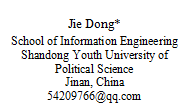 Jie Dong*
School of Information Engineering
Shandong Youth University of
Political Science
Jinan, China
54209766@qq.com